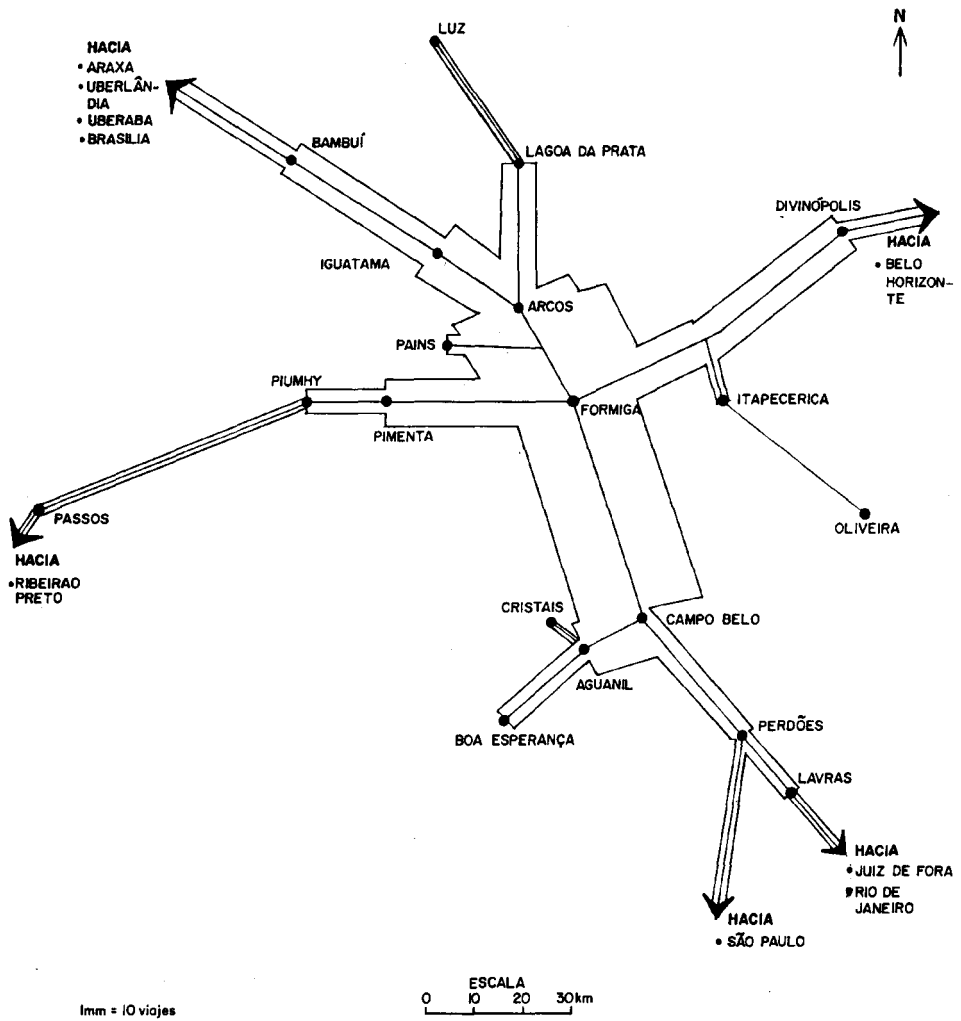 N
LUZ
HACIA
• ARAXA
• UBERLÂN-
DIA
• UBERABA
• BRASILIA
BAMBUÍ
LAGOA DA PRATA
DIVINÓPOLIS
HACIA
• BELO
HORIZON-
TE
IGUATAMA
ARCOS
PAINS
PIUMHY
PIMENTA
FORMIGA
ITAPECERICA
PASSOS
OLIVEIRA
HACIA
• RIBEIRAO
PRETO
CRISTAIS
CAMPO BELO
AGUANIL
BOA ESPERANÇA
PERDÕES
LAVRAS
HACIA
• JUIZ DE FORA
• RIO DE
JANEIRO
HACIA
• SÃO PAULO
ESCALA
0 10 20 30km
1mm = 10 viajes